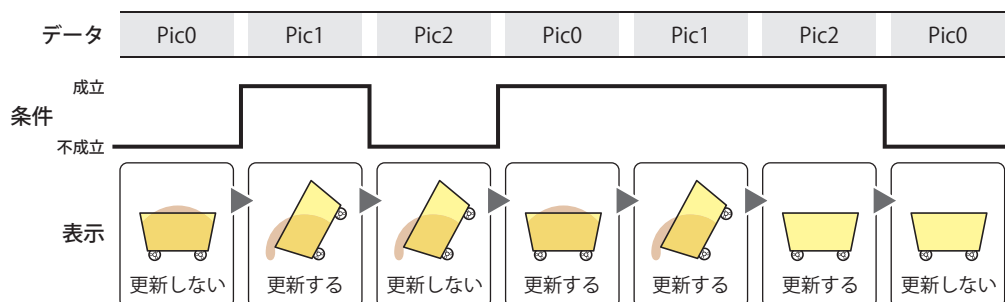 データ Pic0 Pic1 Pic2 Pic0 Pic1 Pic2 Pic0
成立
条件
不成立
表示
更新しない 更新する 更新しない 更新する 更新する 更新する 更新しない